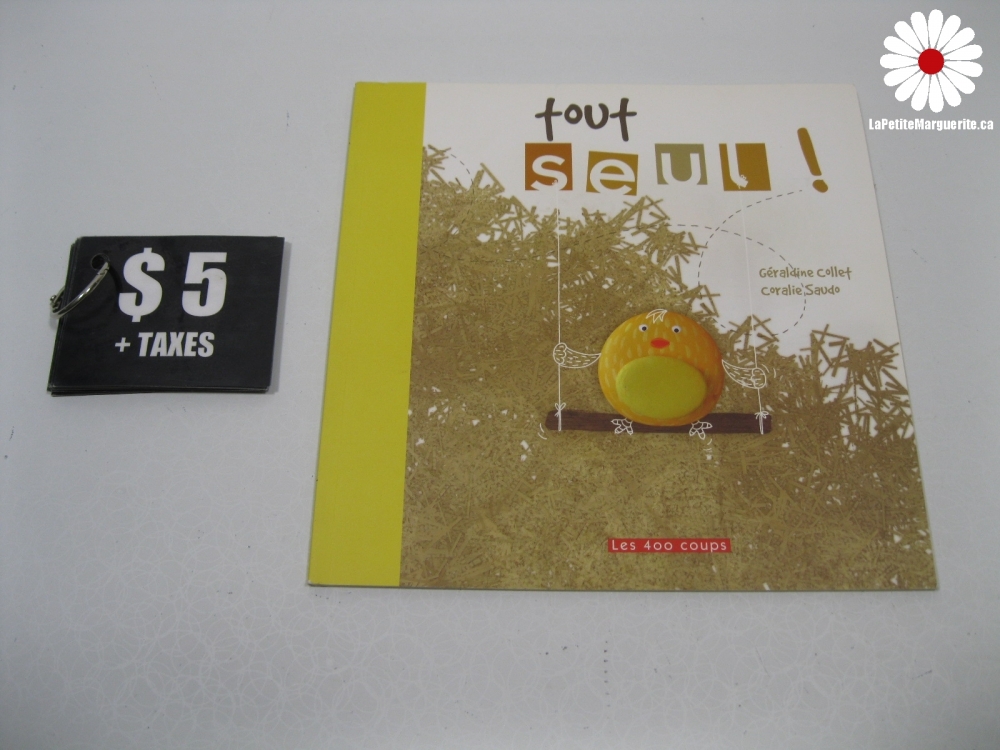 LaPetiteMarguerite.ca
tout
seul !
Géraldine Collet
Coralie Saudo
$ 5
+ TAXES
Les 400 coups